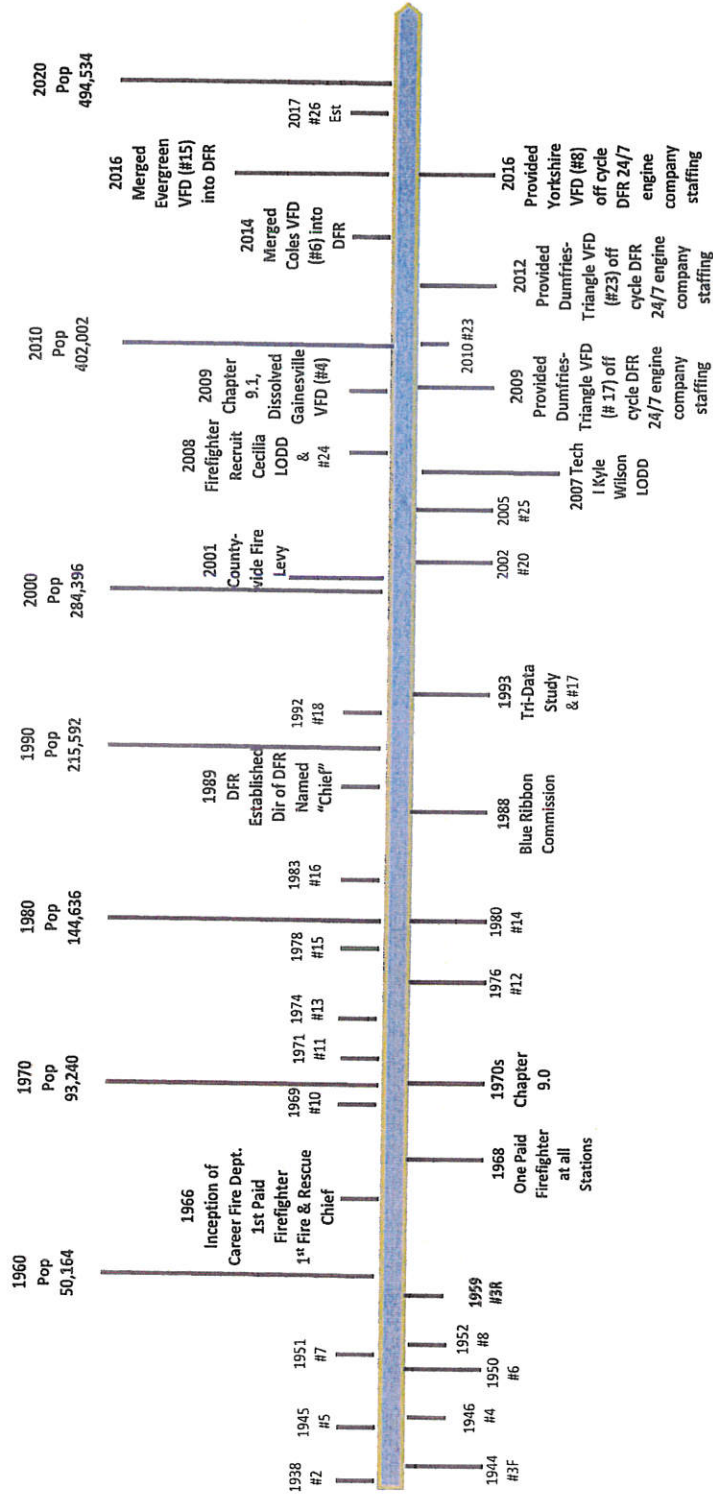 1938
#2
1945
#5
1951
#7
1960
Pop
50,164
1966
Inception of
Career Fire Dept.
1st Paid
Firefighter
1st Fire & Rescue
Chief
1969
#10
1970
Pop
93,240
1971
#11
1974
#13
1978
#15
1980
Pop
144,636
1983
#16
1989
DFR
Established
Dir of DFR
Named
"Chief"
1990
Pop
215,592
1992
#18
2000
Pop
284,396
2001
County-
vide Fire
Levy
2008
Firefighter
Recruit
Cecilia
LODD
&
#24
2009
Chapter
9.1,
Dissolved
Gainesville
VFD (#4)
2010
Pop
402,002
2014
Merged
Coles VFD
(#6) into
DFR
2016
Merged
Evergreen
VFD (#15)
into DFR
2017
#26
Est
2020
Pop
494,534
1944
#3F
1946
#4
1950
#6
1952
#8
1959
#3R
1968
One Paid
Firefighter
at all
Stations
1970s
Chapter
9.0
1976
#12
1980
#14
1988
Blue Ribbon
Commission
1993
Tri-Data
Study
& #17
2002
#20
2005
#25
2007 Tech
I Kyle
Wilson
LODD
2009
Provided
Dumfries-
Triangle VFD
(# 17) off
cycle DFR
24/7 engine
company
staffing
2010 #23
2012
Provided
Dumfries-
Triangle VFD
(#23) off
cycle DFR
24/7 engine
company
staffing
2016
Provided
Yorkshire
VFD (#8)
off cycle
DFR 24/7
engine
company
staffing